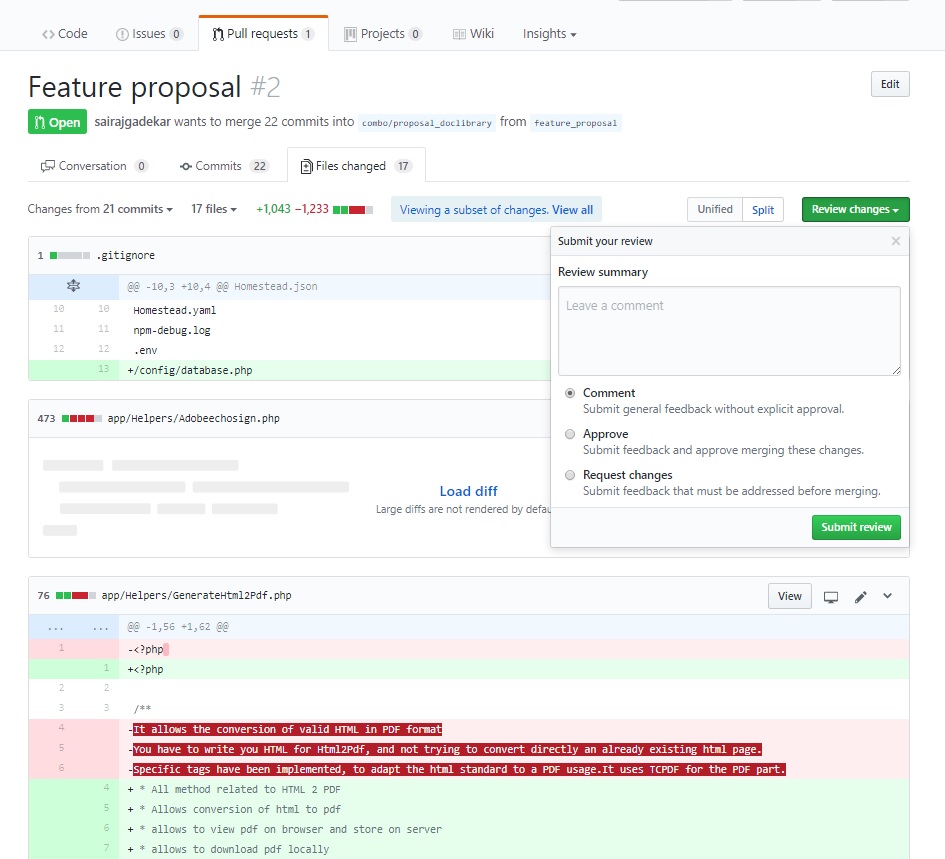 Code Issues 0 Pull requests 1 Projects 0 Wiki Insights
Feature proposal #2 Edit
Open sairajgadekar wants to merge 22 commits into combo/proposal_doclibrary from feature_proposal
Conversation 0 Commits 22 Files changed 17
Changes from 21 commits 17 files +1,043 −1,233 Viewing a subset of changes. View all Unified Split Review changes
Submit your review
Review summary
Leave a comment
Comment
Submit general feedback without explicit approval.
Approve
Submit feedback and approve merging these changes.
Request changes
Submit feedback that must be addressed before merging.
Submit review
1 .gitignore
@@ -10,3 +10,4 @@ Homestead.json
10 10 Homestead.yaml
11 11 npm-debug.log
12 12 .env
13 +/config/database.php
473 app/Helpers/Adobeechosign.php
Load diff
Large diffs are not rendered by defau
76 app/Helpers/GenerateHtml2Pdf.php View
... ... @@ -1,56 +1,62 @@
1 -<?php
1 +<?php
2 2
3 3 /**
4 -It allows the conversion of valid HTML in PDF format
5 -You have to write you HTML for Html2Pdf, and not trying to convert directly an already existing html page.
6 -Specific tags have been implemented, to adapt the html standard to a PDF usage.It uses TCPDF for the PDF part.
4 + * All method related to HTML 2 PDF
5 + * Allows conversion of html to pdf
6 + * allows to view pdf on browser and store on server
7 + * allows to download pdf locally